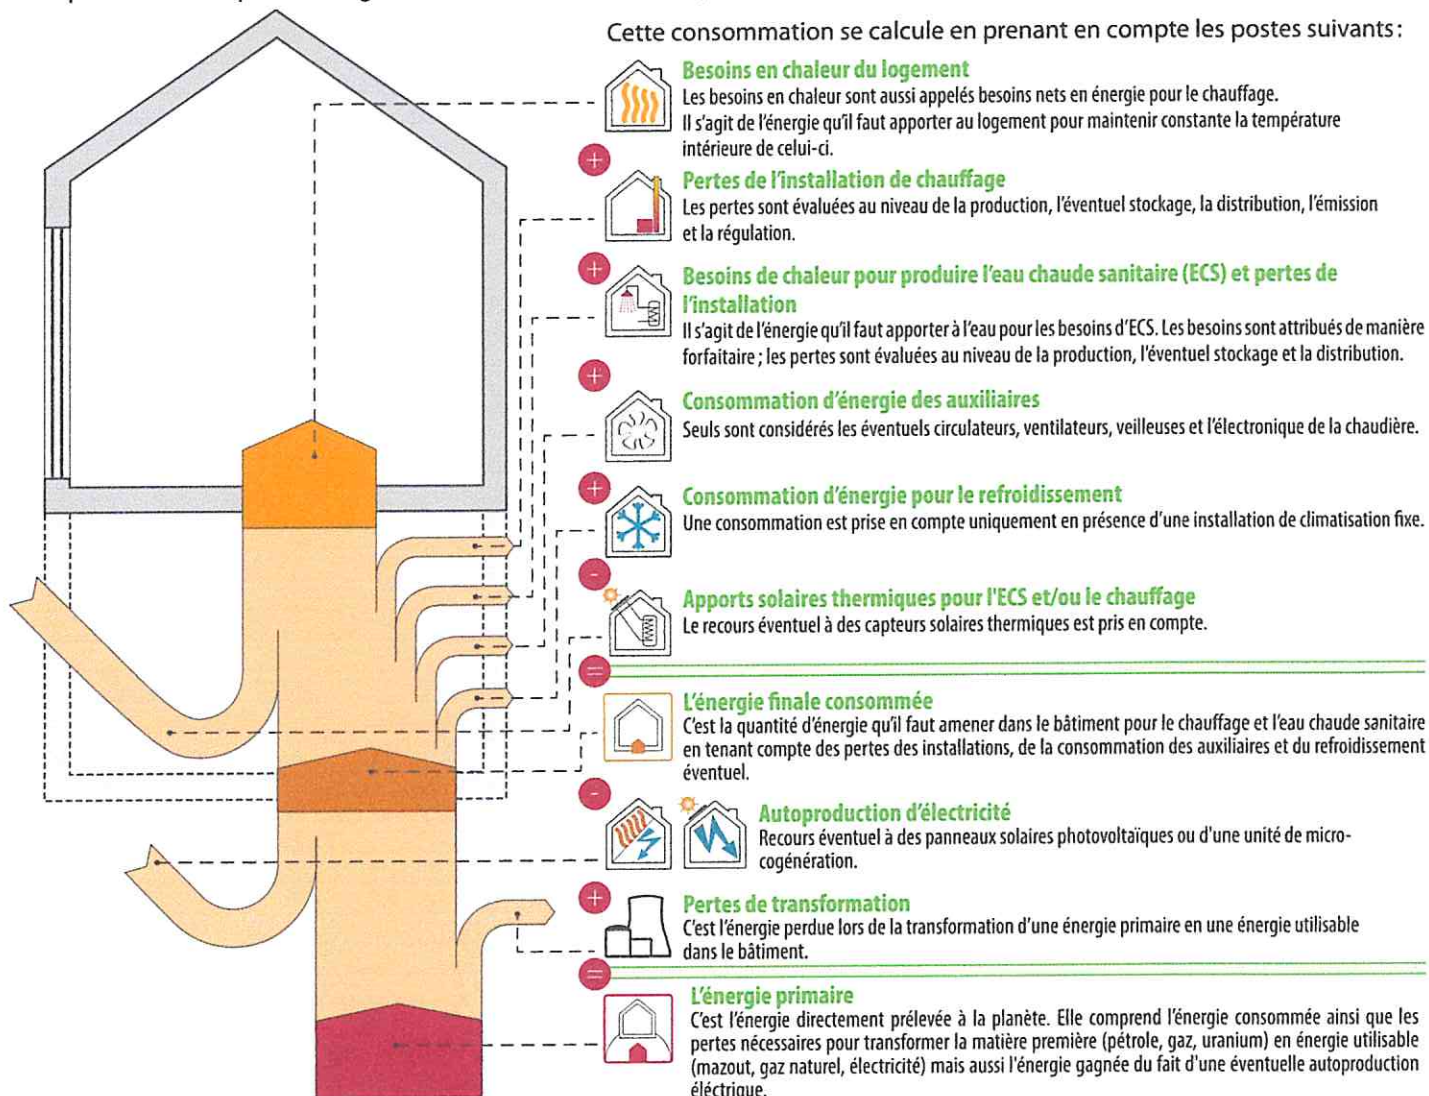 Cette consommation se calcule en prenant en compte les postes suivants :
Besoins en chaleur du logement
Les besoins en chaleur sont aussi appelés besoins nets en énergie pour le chauffage.
Il s'agit de l'énergie qu'il faut apporter au logement pour maintenir constante la température
intérieure de celui-ci.
+
Pertes de l'installation de chauffage
Les pertes sont évaluées au niveau de la production, l'éventuel stockage, la distribution, l'émission
et la régulation.
+
Besoins de chaleur pour produire l'eau chaude sanitaire (ECS) et pertes de
l'installation
Il s'agit de l'énergie qu'il faut apporter à l'eau pour les besoins d'ECS. Les besoins sont attribués de manière
forfaitaire ; les pertes sont évaluées au niveau de la production, l'éventuel stockage et la distribution.
+
Consommation d'énergie des auxiliaires
Seuls sont considérés les éventuels circulateurs, ventilateurs, veilleuses et l'électronique de la chaudière.
+
Consommation d'énergie pour le refroidissement
Une consommation est prise en compte uniquement en présence d'une installation de climatisation fixe.
-
Apports solaires thermiques pour l'ECS et/ou le chauffage
Le recours éventuel à des capteurs solaires thermiques est pris en compte.
=
L'énergie finale consommée
C'est la quantité d'énergie qu'il faut amener dans le bâtiment pour le chauffage et l'eau chaude sanitaire
en tenant compte des pertes des installations, de la consommation des auxiliaires et du refroidissement
éventuel.
-
Autoproduction d'électricité
Recours éventuel à des panneaux solaires photovoltaïques ou d'une unité de micro-
cogénération.
+
Pertes de transformation
C'est l'énergie perdue lors de la transformation d'une énergie primaire en une énergie utilisable
dans le bâtiment.
=
L'énergie primaire
C'est l'énergie directement prélevée à la planète. Elle comprend l'énergie consommée ainsi que les
pertes nécessaires pour transformer la matière première (pétrole, gaz, uranium) en énergie utilisable
(mazout, gaz naturel, électricité) mais aussi l'énergie gagnée du fait d'une éventuelle autoproduction
éléctrique.